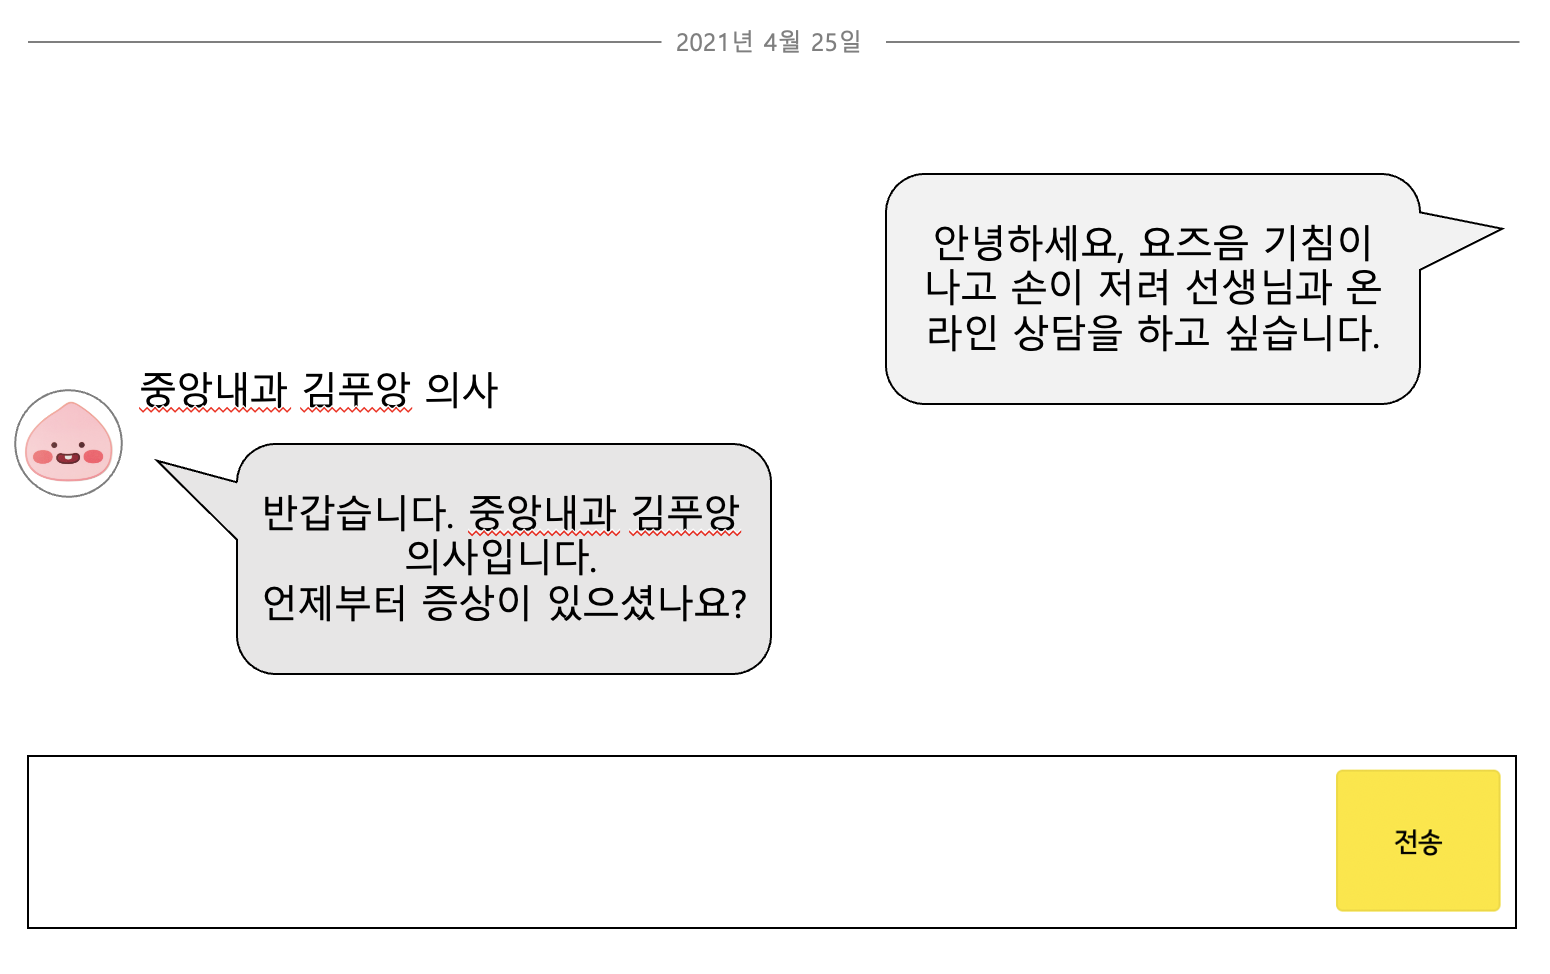 2021년 4월 25일
안녕하세요, 요즈음 기침이
나고 손이 저려 선생님과 온
라인 상담을 하고 싶습니다.
중앙내과 김푸앙 의사
반갑습니다. 중앙내과 김푸앙
의사입니다.
언제부터 증상이 있으셨나요?
전송